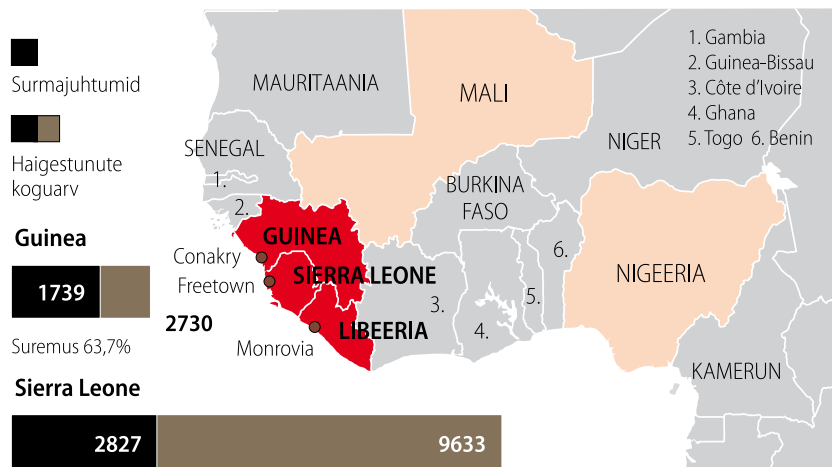 Surmajuhtumid
Haigestunute
koguarv
Guinea
1739
2730
Suremus 63,7%
Sierra Leone
2827 9633
MAURITAANIA
MALI
NIGER
SENEGAL
1.
2.
BURKINA
FASO
GUINEA
Conakry
SIERRA LEONE
Freetown
LIBEERIA
Monrovia
3.
4.
5.
6.
NIGEERIA
KAMERUN
1. Gambia
2. Guinea-Bissau
3. Côte d'Ivoire
4. Ghana
5. Togo 6. Benin